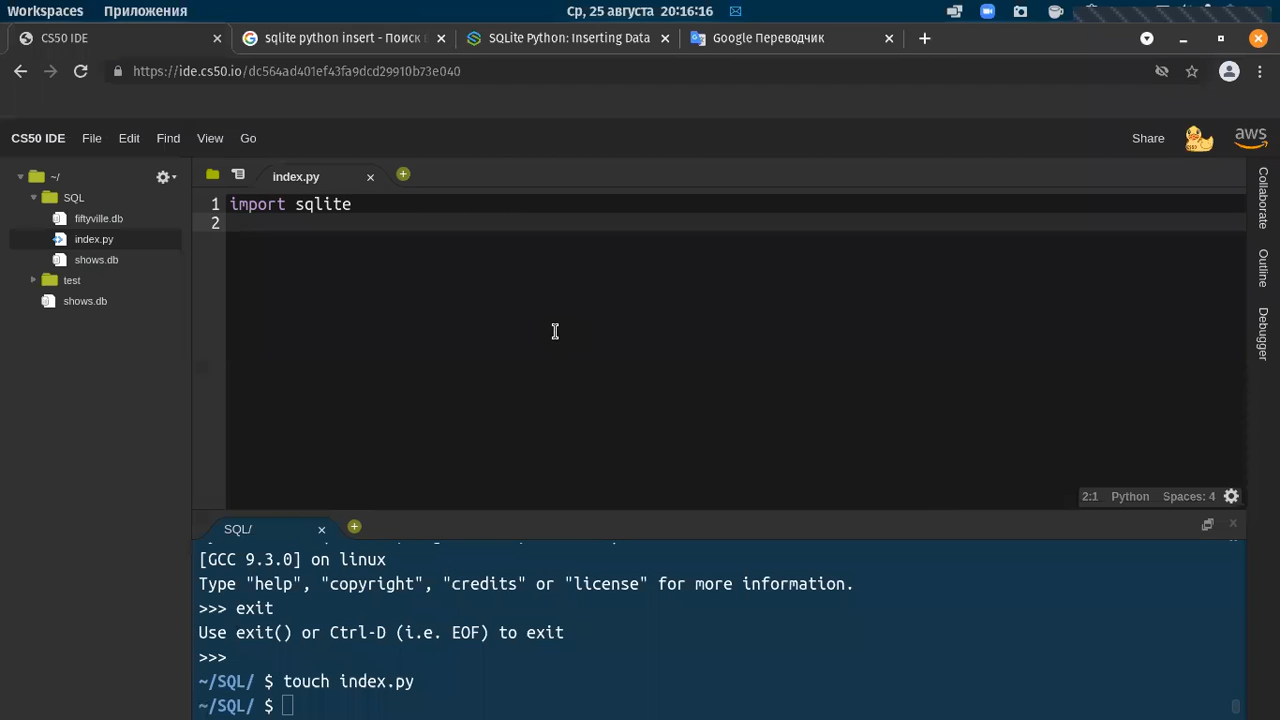 Workspaces Приложения Ср, 25 августа 20:16:16
CS50 IDE sqlite python insert - Поиск SQLite Python: Inserting Data Google Переводчик
https://ide.cs50.io/dc564ad401ef43fa9dcd29910b73e040
CS50 IDE File Edit Find View Go Share aws
~/
SQL
fiftyville.db
index.py
shows.db
test
shows.db
index.py
1 import sqlite
2
Collaborate
Outline
Debugger
2:1 Python Spaces: 4
SQL/
[GCC 9.3.0] on linux
Type "help", "copyright", "credits" or "license" for more information.
>>> exit
Use exit() or Ctrl-D (i.e. EOF) to exit
>>>
~/SQL/ $ touch index.py
~/SQL/ $